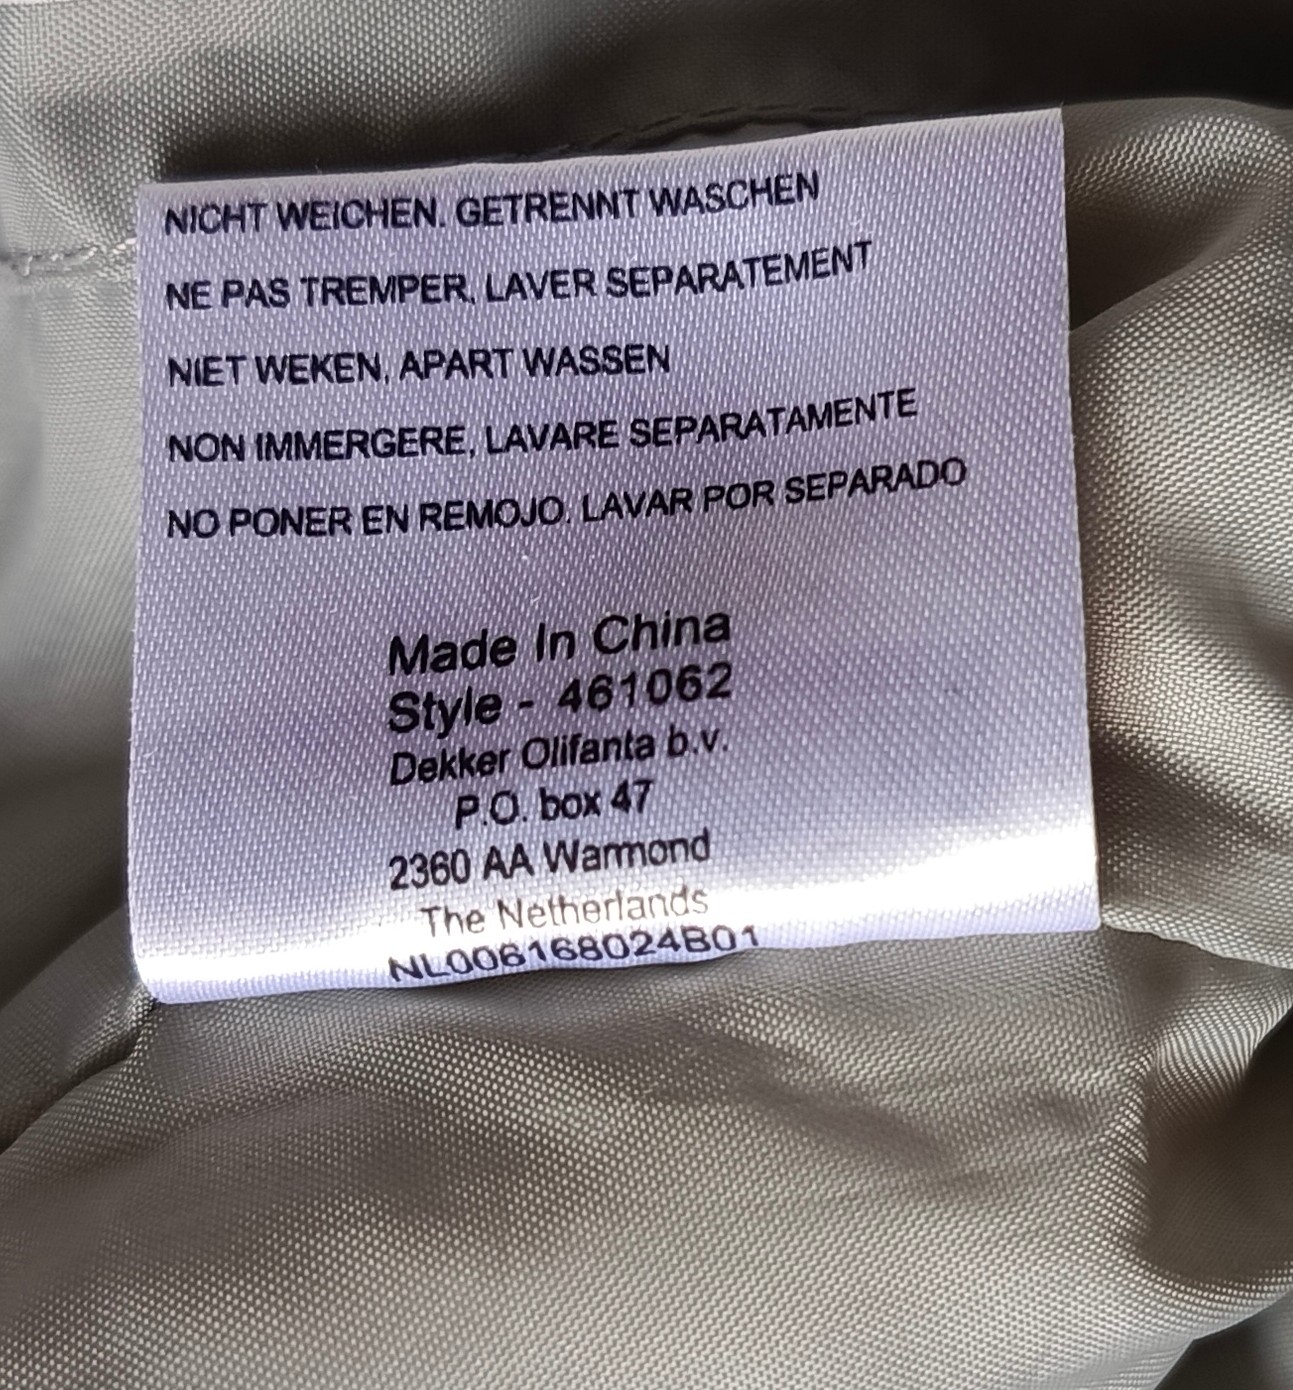 NICHT WEICHEN. GETRENNT WASCHEN
NE PAS TREMPER, LAVER SEPARATEMENT
NIET WEKEN, APART WASSEN
NON IMMERGERE, LAVARE SEPARATAMENTE
NO PONER EN REMOJO. LAVAR POR SEPARADO
Made In China
Style - 461062
Dekker Olifanta b.v.
P.O. box 47
2360 AA Warmond
The Netherlands
NL006168024B01